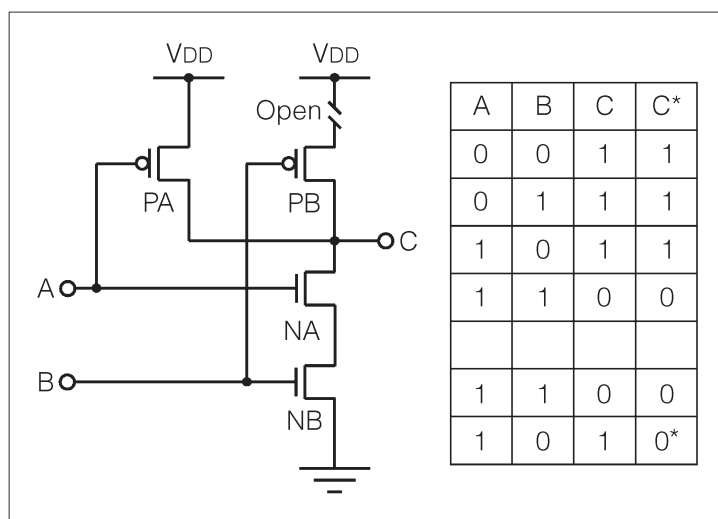 VDD VDD
Open
PA PB
C
A
NA
B
NB
A B C C*
0 0 1 1
0 1 1 1
1 0 1 1
1 1 0 0
1 1 0 0
1 0 1 0*